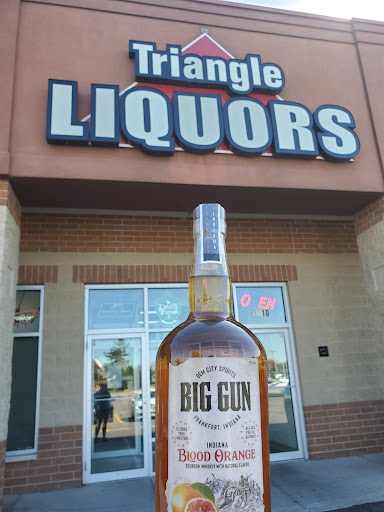 Triangle
LIQUORS
OPEN
GEM CITY SPIRITS
BIG GUN
FRANKFORT, INDIANA
INDIANA
BLOOD ORANGE
BOURBON WHISKEY WITH NATURAL FLAVOR